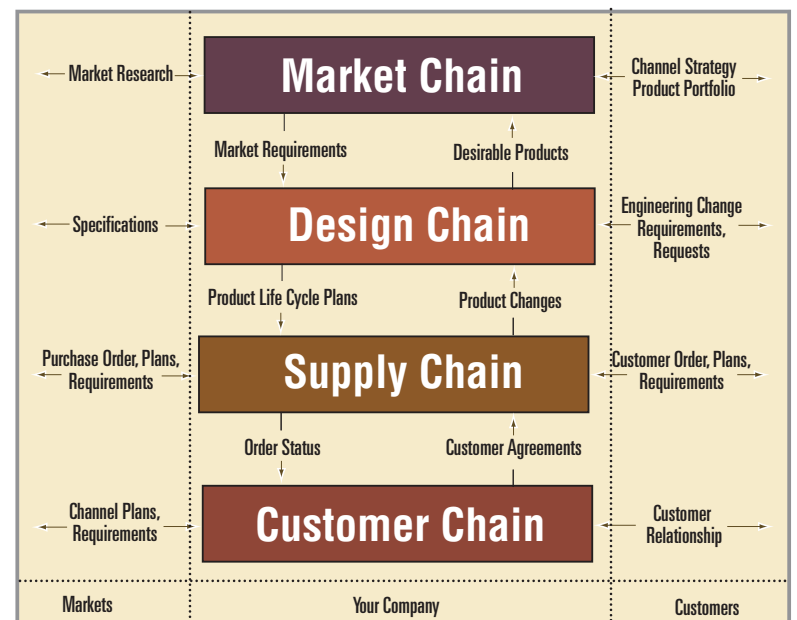 Market Chain
Market Research
Channel Strategy
Product Portfolio
Market Requirements
Desirable Products
Design Chain
Specifications
Engineering Change
Requirements,
Requests
Product Life Cycle Plans
Product Changes
Supply Chain
Purchase Order, Plans,
Requirements
Customer Order, Plans,
Requirements
Order Status
Customer Agreements
Customer Chain
Channel Plans,
Requirements
Customer
Relationship
Markets
Your Company
Customers